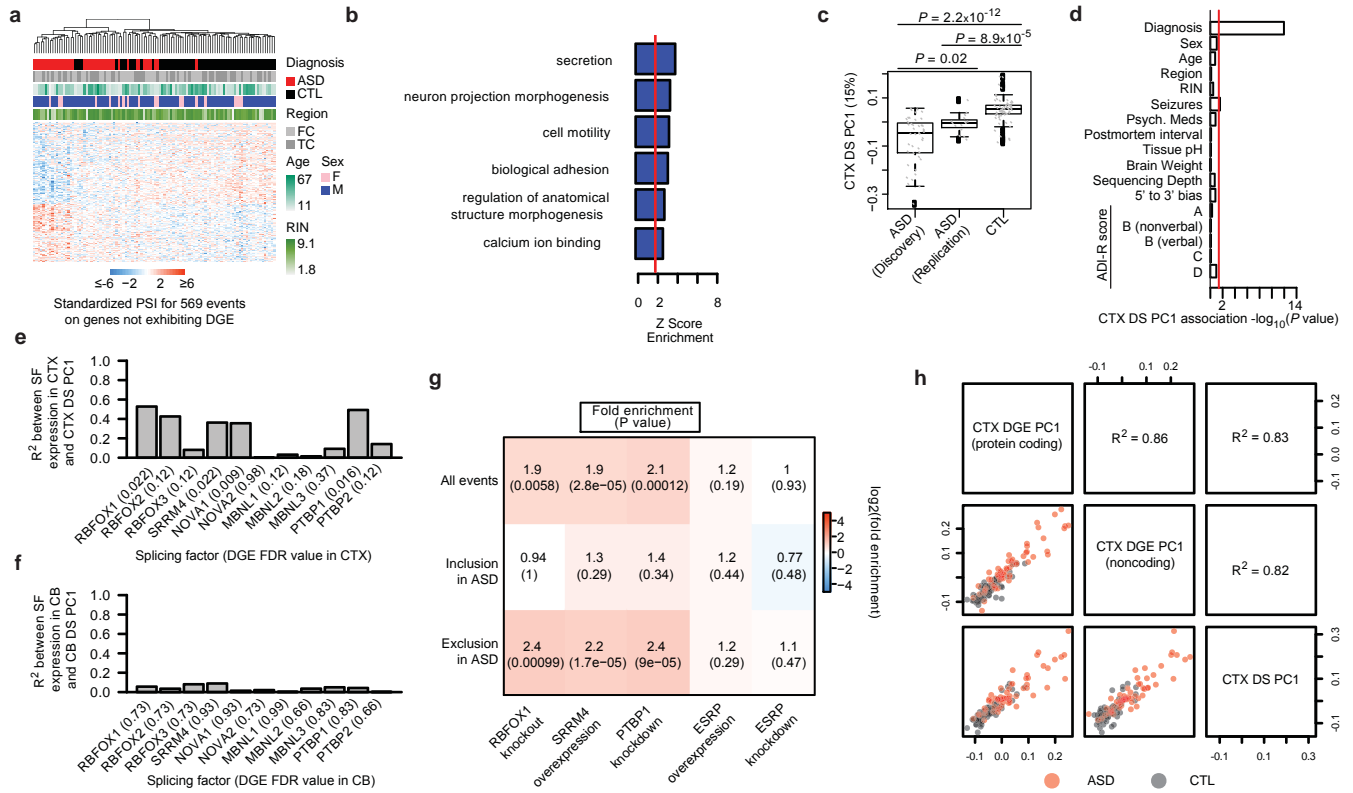 a
Diagnosis
ASD
CTL
Region
FC
TC
Age
67
11
Sex
F
M
RIN
9.1
1.8
≤-6 −2 2 ≥6
Standardized PSI for 569 events
on genes not exhibiting DGE
b
secretion
neuron projection morphogenesis
cell motility
biological adhesion
regulation of anatomical
structure morphogenesis
calcium ion binding
0 2 8
Z Score
Enrichment
c
P = 2.2x10-12
P = 8.9x10-5
P = 0.02
CTX DS PC1 (15%)
0.1
-0.1
-0.3
ASD
(Discovery)
ASD
(Replication)
CTL
d
Diagnosis
Sex
Age
Region
RIN
Seizures
Psych. Meds
Postmortem interval
Tissue pH
Brain Weight
Sequencing Depth
5’ to 3’ bias
ADI-R score
A
B (nonverbal)
B (verbal)
C
D
2 14
CTX DS PC1 association -log10(P value)
e
R2 between SF
expression in CTX
and CTX DS PC1
1.0
0.8
0.6
0.4
0.2
0.0
RBFOX1 (0.022)
RBFOX2 (0.12)
RBFOX3 (0.12)
SRRM4 (0.022)
NOVA1 (0.009)
NOVA2 (0.98)
MBNL1 (0.12)
MBNL2 (0.18)
MBNL3 (0.37)
PTBP1 (0.016)
PTBP2 (0.12)
Splicing factor (DGE FDR value in CTX)
f
R2 between SF
expression in CB
and CB DS PC1
1.0
0.8
0.6
0.4
0.2
0.0
RBFOX1 (0.73)
RBFOX2 (0.73)
RBFOX3 (0.73)
SRRM4 (0.93)
NOVA1 (0.93)
NOVA2 (0.73)
MBNL1 (0.99)
MBNL2 (0.66)
MBNL3 (0.83)
PTBP1 (0.83)
PTBP2 (0.66)
Splicing factor (DGE FDR value in CB)
g
Fold enrichment
(P value)
All events
1.9 1.9 2.1 1.2 1
(0.0058) (2.8e−05) (0.00012) (0.19) (0.93)
Inclusion
in ASD
0.94 1.3 1.4 1.2 0.77
(1) (0.29) (0.34) (0.44) (0.48)
Exclusion
in ASD
2.4 2.2 2.4 1.2 1.1
(0.00099) (1.7e−05) (9e−05) (0.29) (0.47)
RBFOX1
knockout
SRRM4
overexpression
PTBP1
knockdown
ESRP
overexpression
ESRP
knockdown
4
2
0
−2
−4
log2(fold enrichment)
h
-0.1 0.1 0.2
CTX DGE PC1
(protein coding)
R2 = 0.86
R2 = 0.83
0.2
0.1
0.0
-0.1
0.2
0.1
-0.1
CTX DGE PC1
(noncoding)
R2 = 0.82
CTX DS PC1
0.3
0.2
0.1
-0.1
-0.1 0.0 0.1 0.2
-0.1 0.1 0.3
ASD
CTL